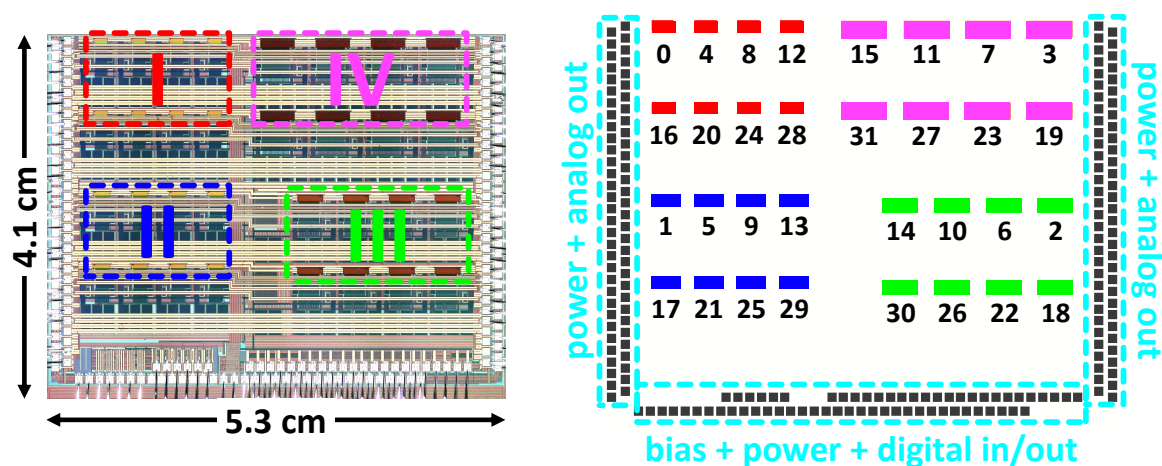 I
IV
II
III
4.1 cm
5.3 cm
0 4 8 12
15 11 7 3
16 20 24 28
31 27 23 19
1 5 9 13
14 10 6 2
17 21 25 29
30 26 22 18
power + analog out
power + analog out
bias + power + digital in/out